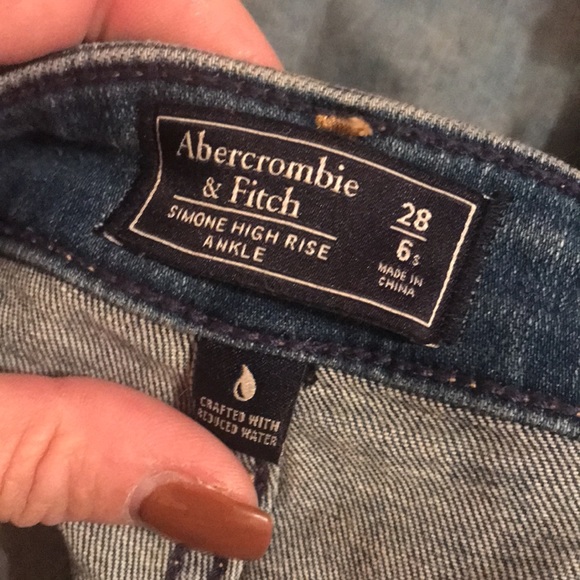 Abercrombie
& Fitch
SIMONE HIGH RISE
ANKLE
28
6S
MADE IN
CHINA
CRAFTED WITH
REDUCED WATER